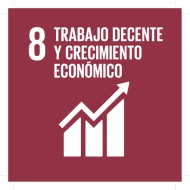 8 TRABAJO DECENTE
Y CRECIMIENTO
ECONÓMICO